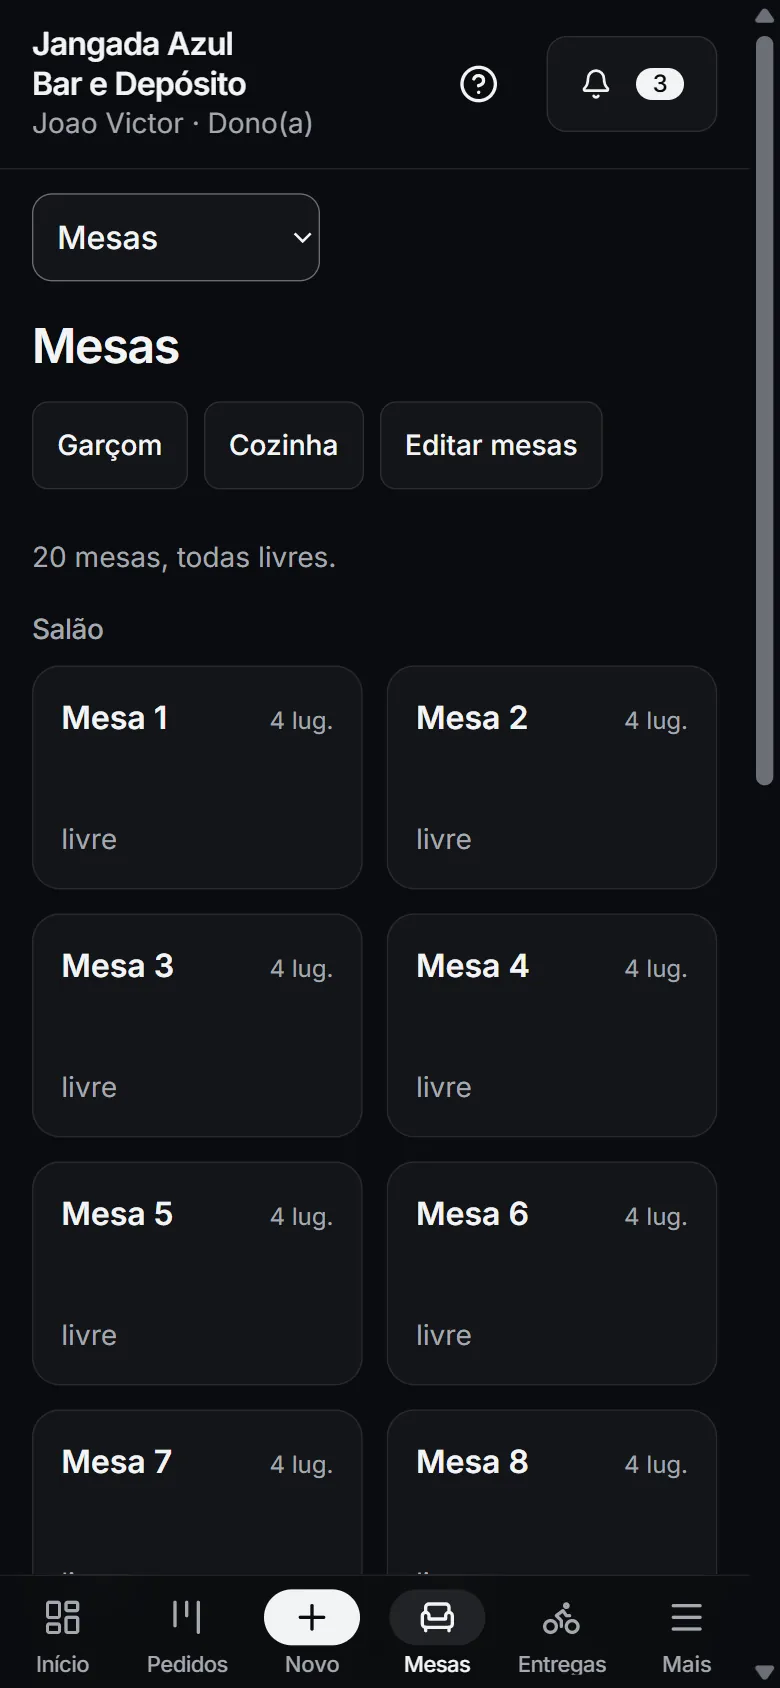 Jangada Azul
Bar e Depósito
Joao Victor · Dono(a)
3
Mesas
Mesas
Garçom
Cozinha
Editar mesas
20 mesas, todas livres.
Salão
Mesa 1
4 lug.
livre
Mesa 2
4 lug.
livre
Mesa 3
4 lug.
livre
Mesa 4
4 lug.
livre
Mesa 5
4 lug.
livre
Mesa 6
4 lug.
livre
Mesa 7
4 lug.
Mesa 8
4 lug.
Início
Pedidos
Novo
Mesas
Entregas
Mais